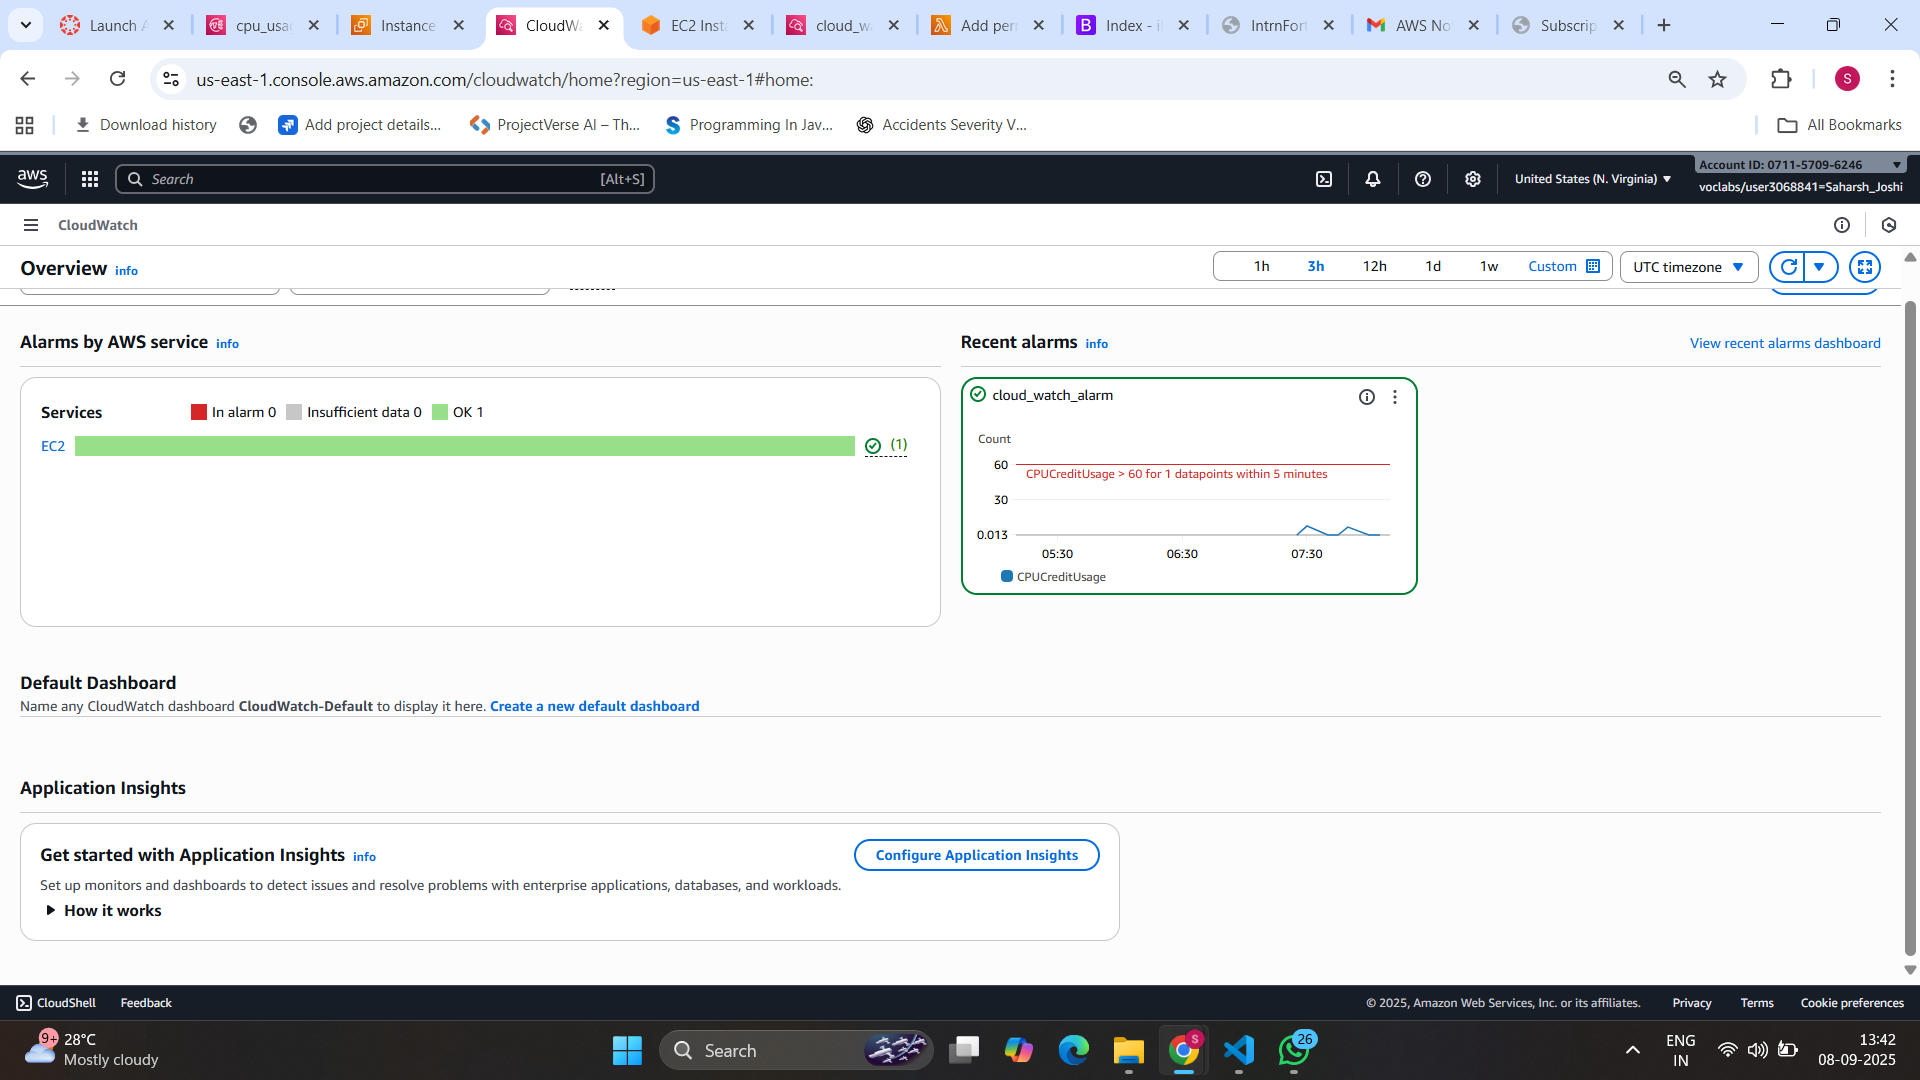 Launch A
cpu_usag
Instance
CloudWa
EC2 Inst
cloud_wa
Add perm
B
Index - i
IntrnFort
AWS No
Subscrip
us-east-1.console.aws.amazon.com/cloudwatch/home?region=us-east-1#home:
S
Download history
Add project details...
ProjectVerse AI – Th...
Programming In Jav...
Accidents Severity V...
All Bookmarks
aws
Search
[Alt+S]
United States (N. Virginia)
Account ID: 0711-5709-6246
voclabs/user3068841=Saharsh_Joshi
CloudWatch
Overview info
1h
3h
12h
1d
1w
Custom
UTC timezone
Alarms by AWS service info
Services
In alarm 0
Insufficient data 0
OK 1
EC2
(1)
Recent alarms info
View recent alarms dashboard
cloud_watch_alarm
Count
60
CPUCreditUsage > 60 for 1 datapoints within 5 minutes
30
0.013
05:30
06:30
07:30
CPUCreditUsage
Default Dashboard
Name any CloudWatch dashboard CloudWatch-Default to display it here. Create a new default dashboard
Application Insights
Get started with Application Insights info
Configure Application Insights
Set up monitors and dashboards to detect issues and resolve problems with enterprise applications, databases, and workloads.
How it works
CloudShell
Feedback
© 2025, Amazon Web Services, Inc. or its affiliates.
Privacy
Terms
Cookie preferences
9+
28°C
Mostly cloudy
Search
S
26
ENG
IN
13:42
08-09-2025